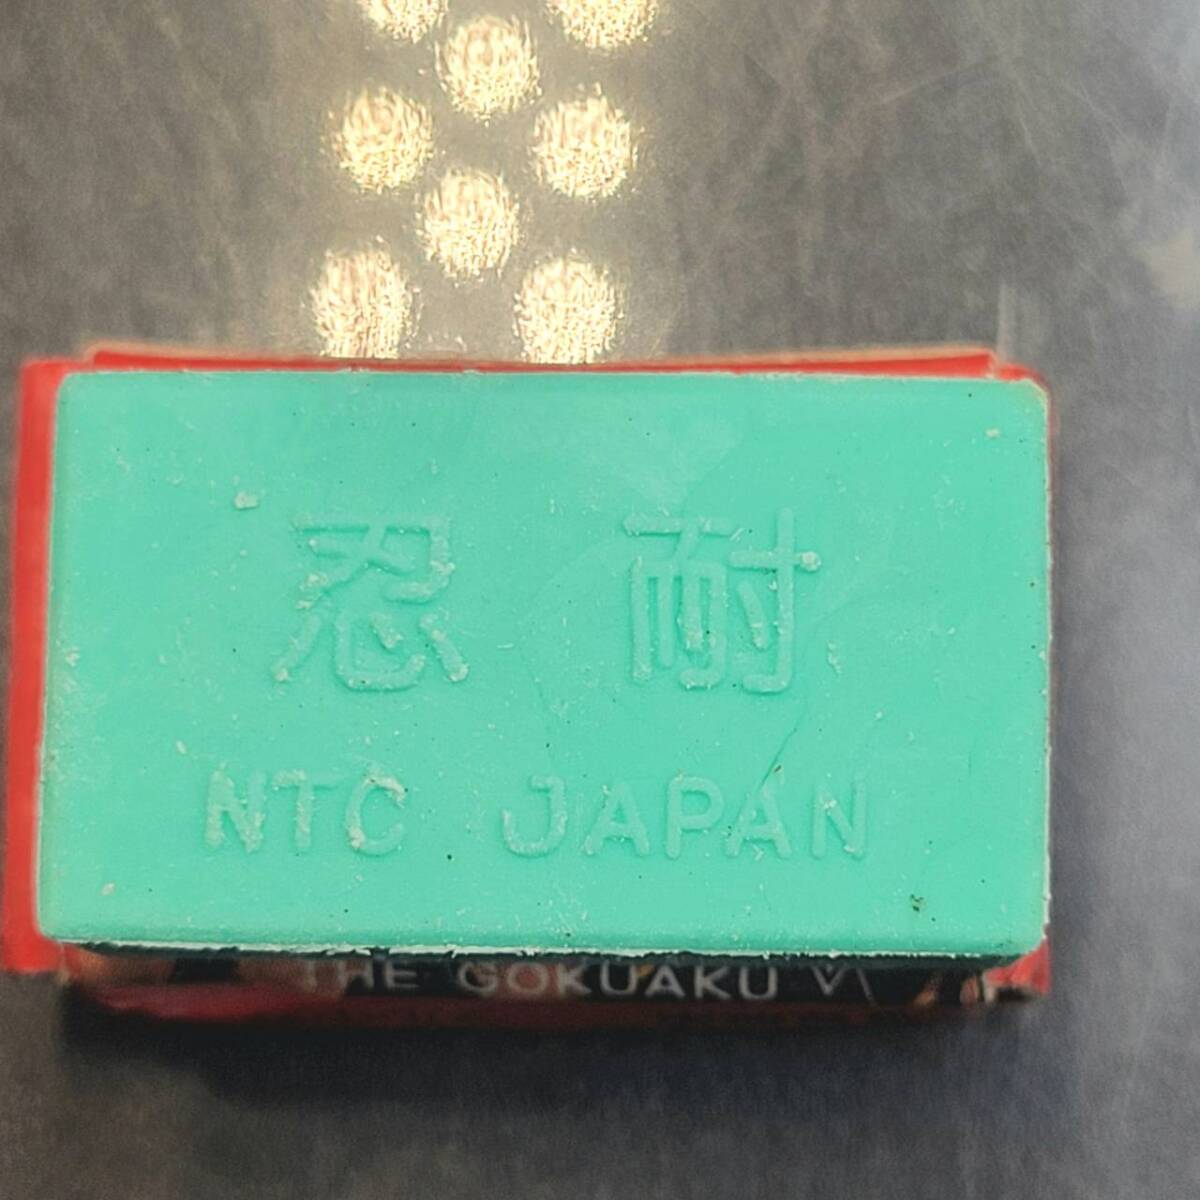 忍耐
NTC JAPAN
THE GOKUAKU